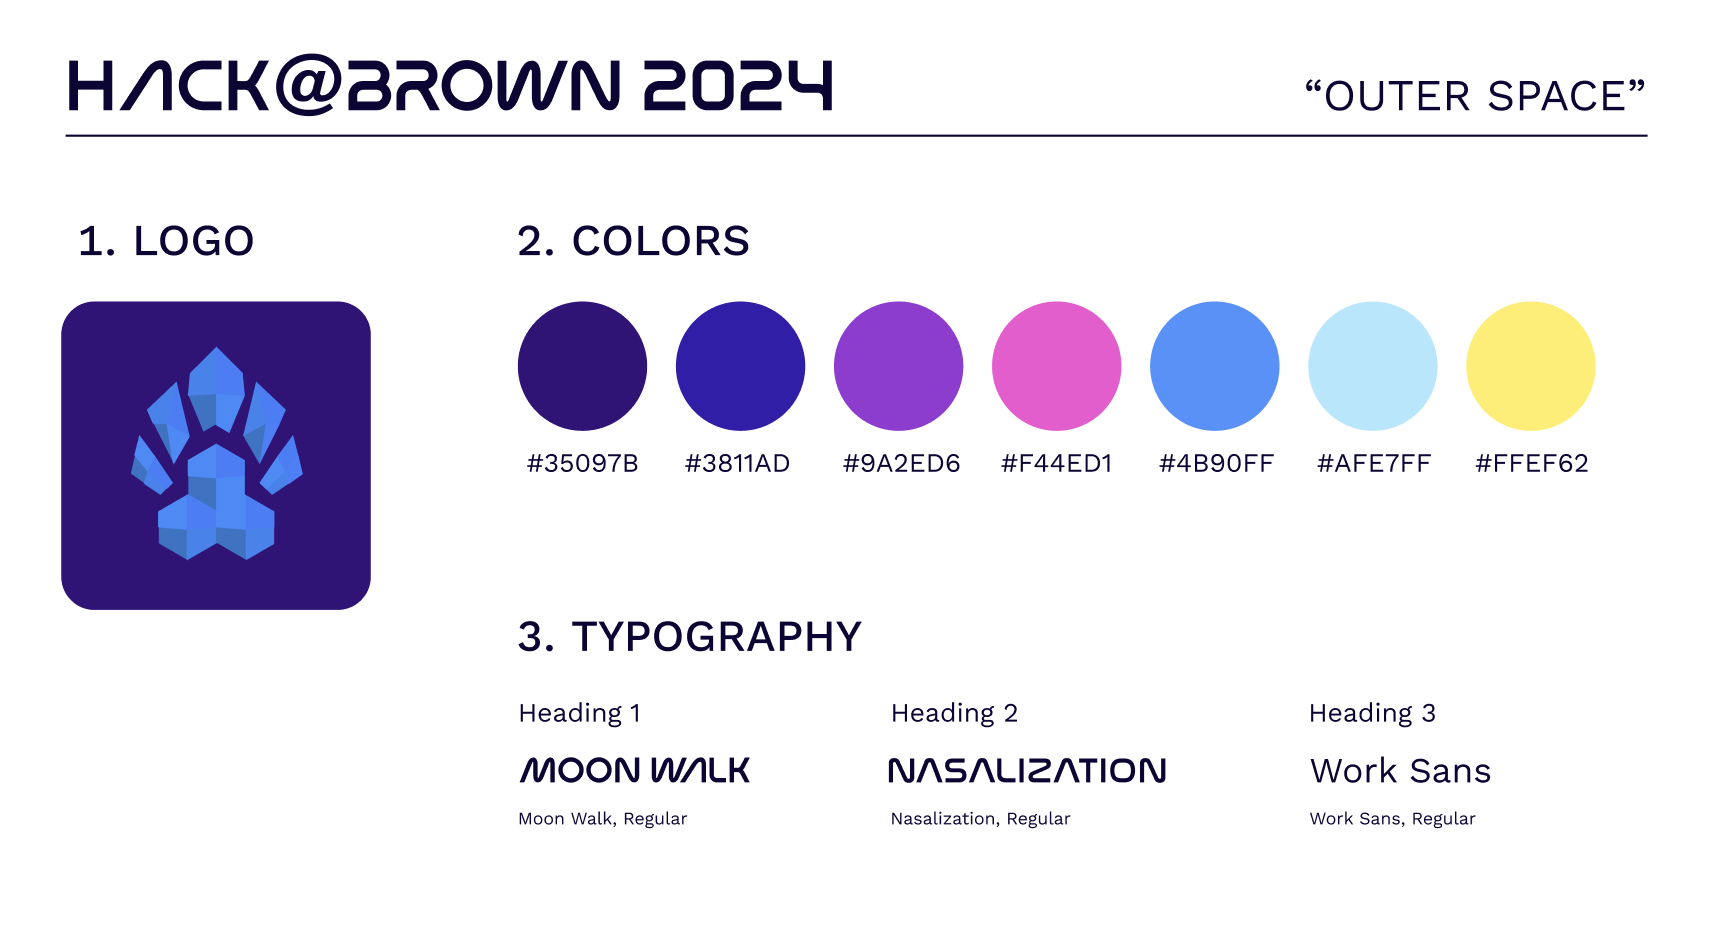 HACK@BROWN 2024
“OUTER SPACE”
1. LOGO
2. COLORS
#35097B
#3811AD
#9A2ED6
#F44ED1
#4B90FF
#AFE7FF
#FFEF62
3. TYPOGRAPHY
Heading 1
MOON WALK
Moon Walk, Regular
Heading 2
NASALIZATION
Nasalization, Regular
Heading 3
Work Sans
Work Sans, Regular